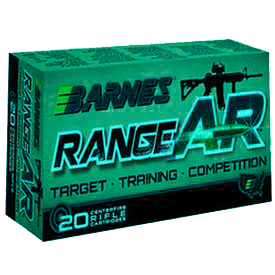 BARNES
RANGE AR
TARGET · TRAINING · COMPETITION
20 CENTERFIRE
RIFLE
CARTRIDGES